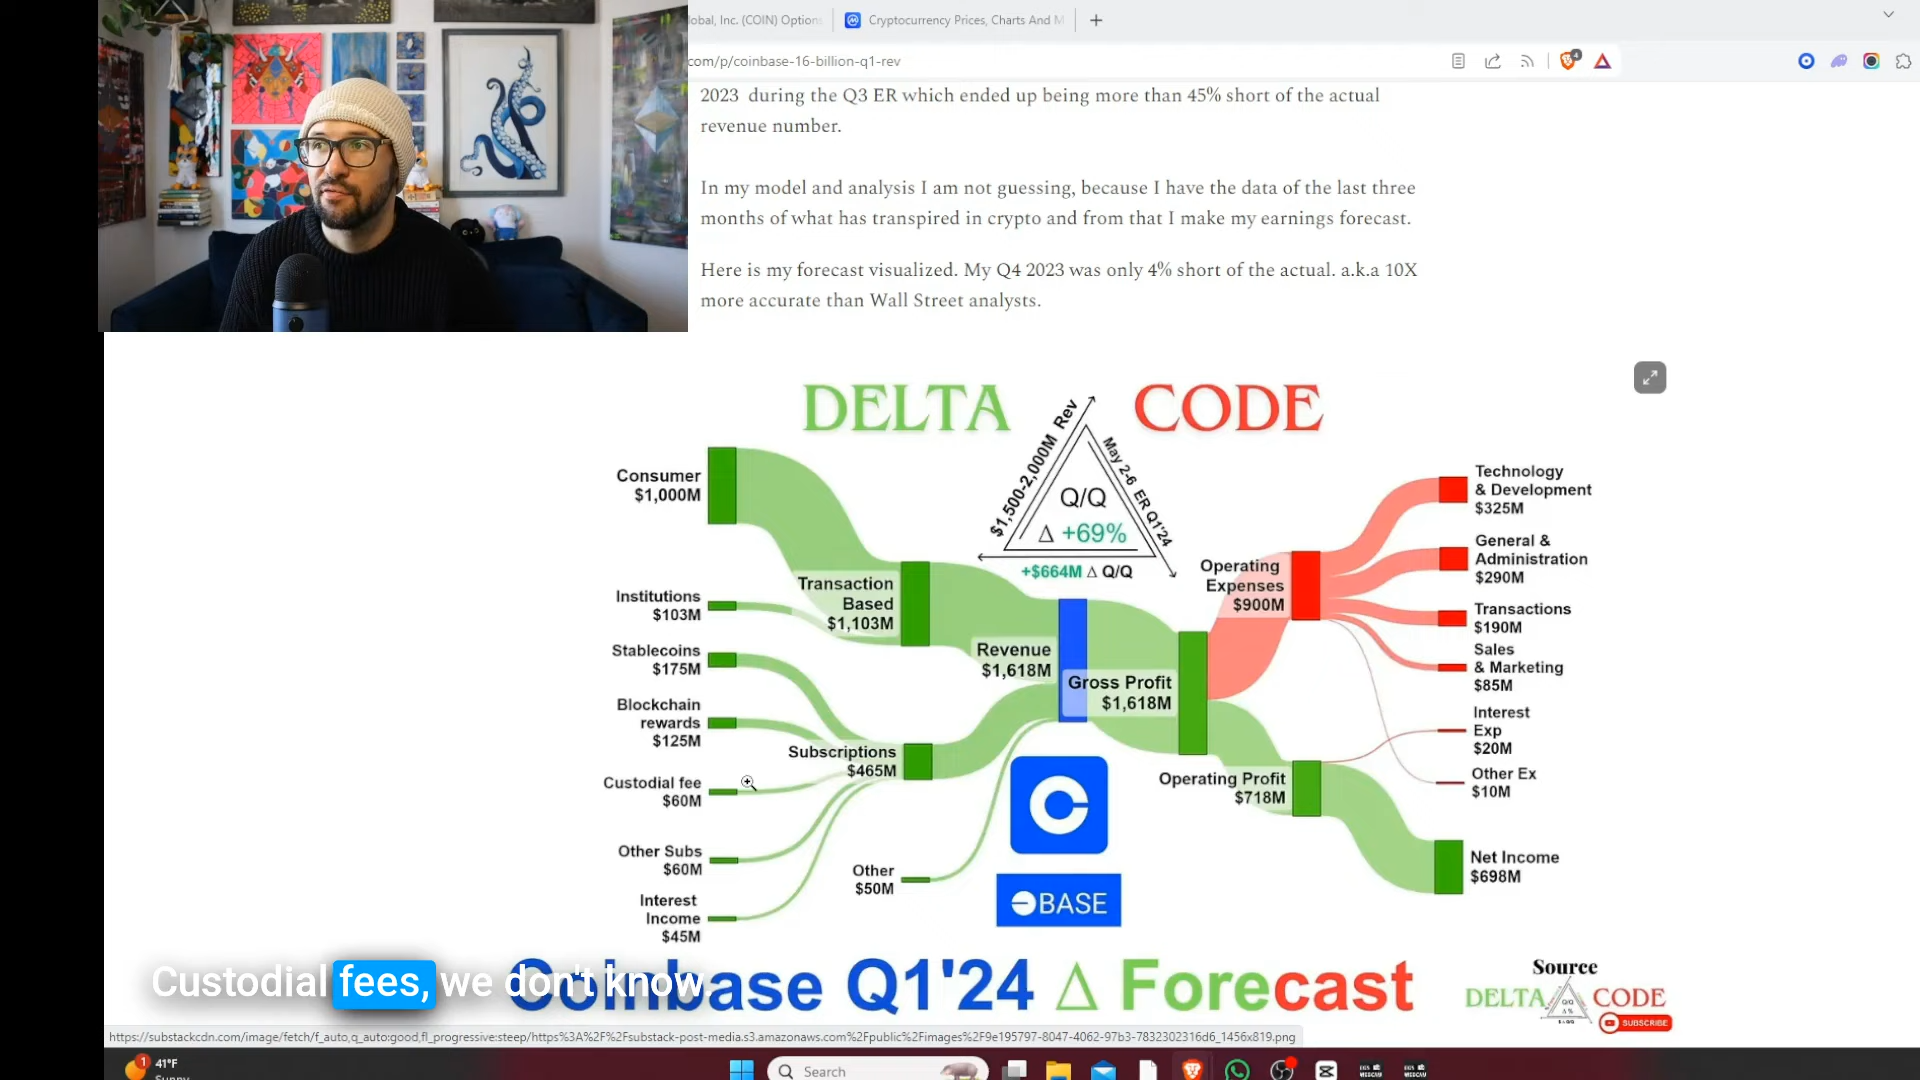 lobal, Inc. (COIN) Option
Cryptocurrency Prices, Charts And M
com/p/coinbase-16-billion-q1-rev
4
2023 during the Q3 ER which ended up being more than 45% short of the actual
revenue number.
In my model and analysis I am not guessing, because I have the data of the last three
months of what has transpired in crypto and from that I make my earnings forecast.
Here is my forecast visualized. My Q4 2023 was only 4% short of the actual. a.k.a 10X
more accurate than Wall Street analysts.
DELTA CODE
$1,500-2,000M Rev
May 2-6 ER Q1'24
Q/Q
Δ +69%
+$664M Δ Q/Q
Consumer
$1,000M
Institutions
$103M
Stablecoins
$175M
Blockchain
rewards
$125M
Custodial fee
$60M
Other Subs
$60M
Interest
Income
$45M
Transaction
Based
$1,103M
Subscriptions
$465M
Other
$50M
Revenue
$1,618M
Gross Profit
$1,618M
Operating
Expenses
$900M
Operating Profit
$718M
Technology
& Development
$325M
General &
Administration
$290M
Transactions
$190M
Sales
& Marketing
$85M
Interest
Exp
$20M
Other Ex
$10M
Net Income
$698M
BASE
Coinbase Q1'24 Δ Forecast
Custodial fees, we don't know.
Source
DELTA CODE
SUBSCRIBE
https://substackcdn.com/image/fetch/f_auto,q_auto:good,fl_progressive:steep/https%3A%2F%2Fsubstack-post-media.s3.amazonaws.com%2Fpublic%2Fimages%2F9e195797-8047-4062-97b3-7832302316d6_1456x819.png
1
41°F
Sunny
Search